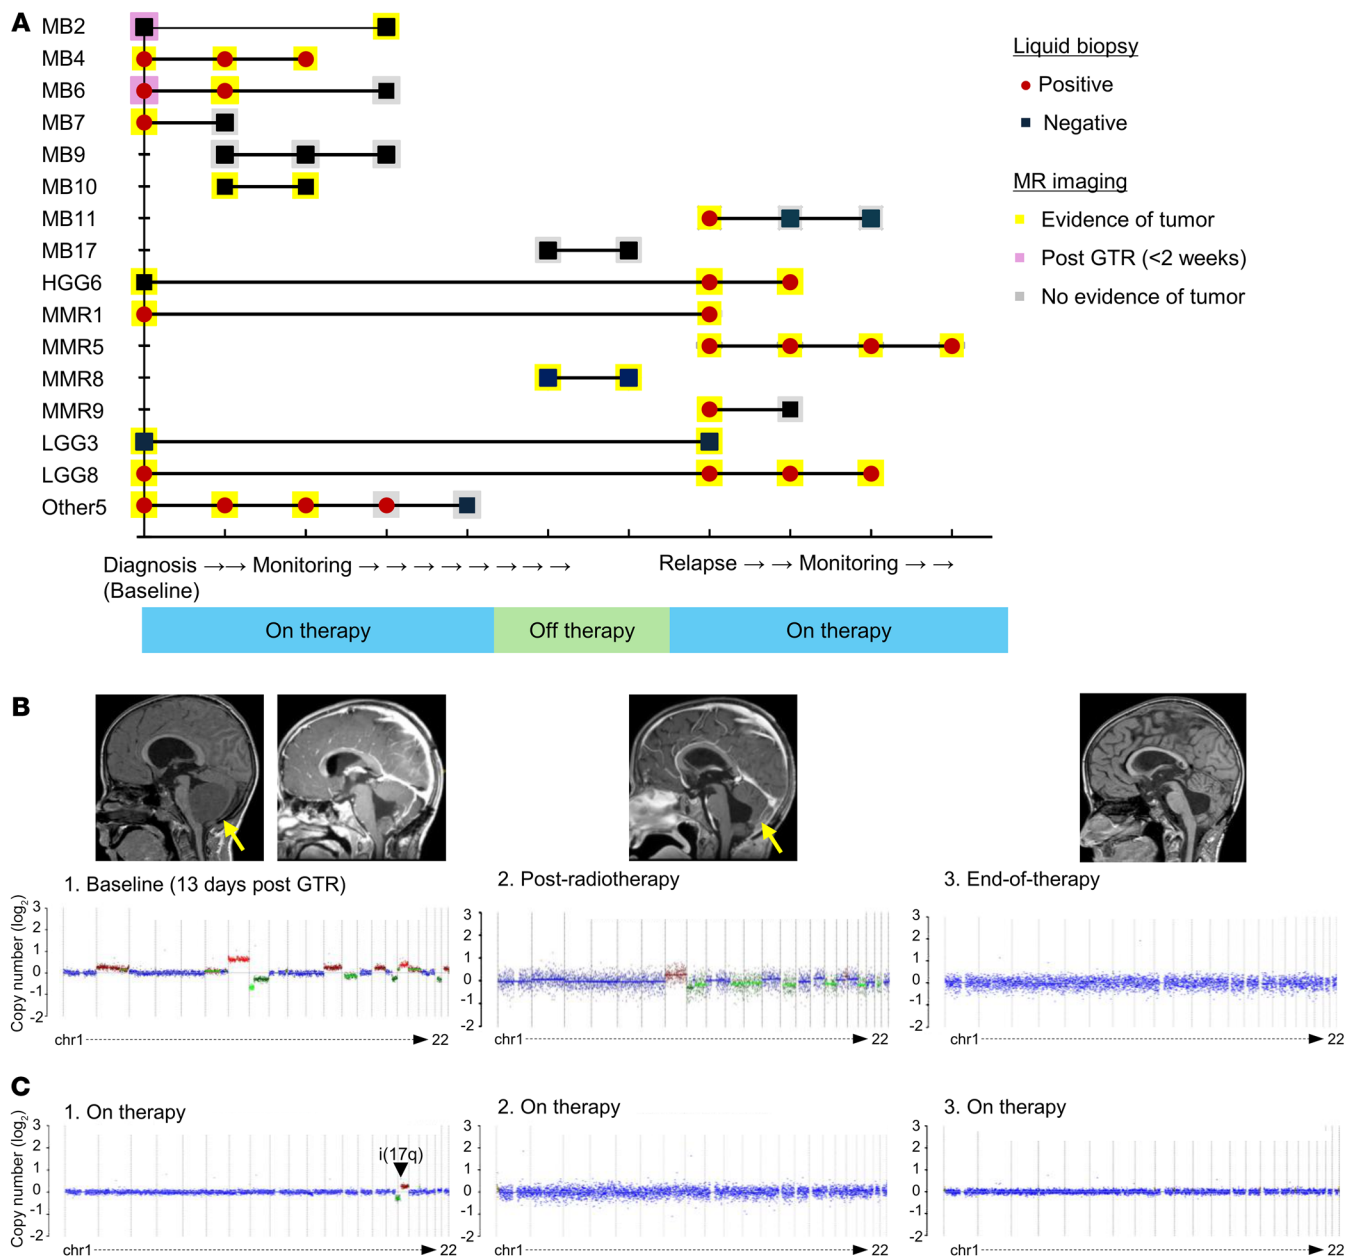 A
MB2
MB4
MB6
MB7
MB9
MB10
MB11
MB17
HGG6
MMR1
MMR5
MMR8
MMR9
LGG3
LGG8
Other5
Liquid biopsy
Positive
Negative
MR imaging
Evidence of tumor
Post GTR (<2 weeks)
No evidence of tumor
Diagnosis →→ Monitoring → → → → → → → →
(Baseline)
Relapse → → Monitoring → →
On therapy
Off therapy
On therapy
B
1. Baseline (13 days post GTR)
2. Post-radiotherapy
3. End-of-therapy
Copy number (log2)
3
2
1
0
-1
-2
chr1
22
3
2
1
0
-1
-2
chr1
22
3
2
1
0
-1
-2
chr1
22
C
1. On therapy
2. On therapy
3. On therapy
Copy number (log2)
3
2
1
0
-1
-2
i(17q)
chr1
22
3
2
1
0
-1
-2
chr1
22
3
2
1
0
-1
-2
chr1
22